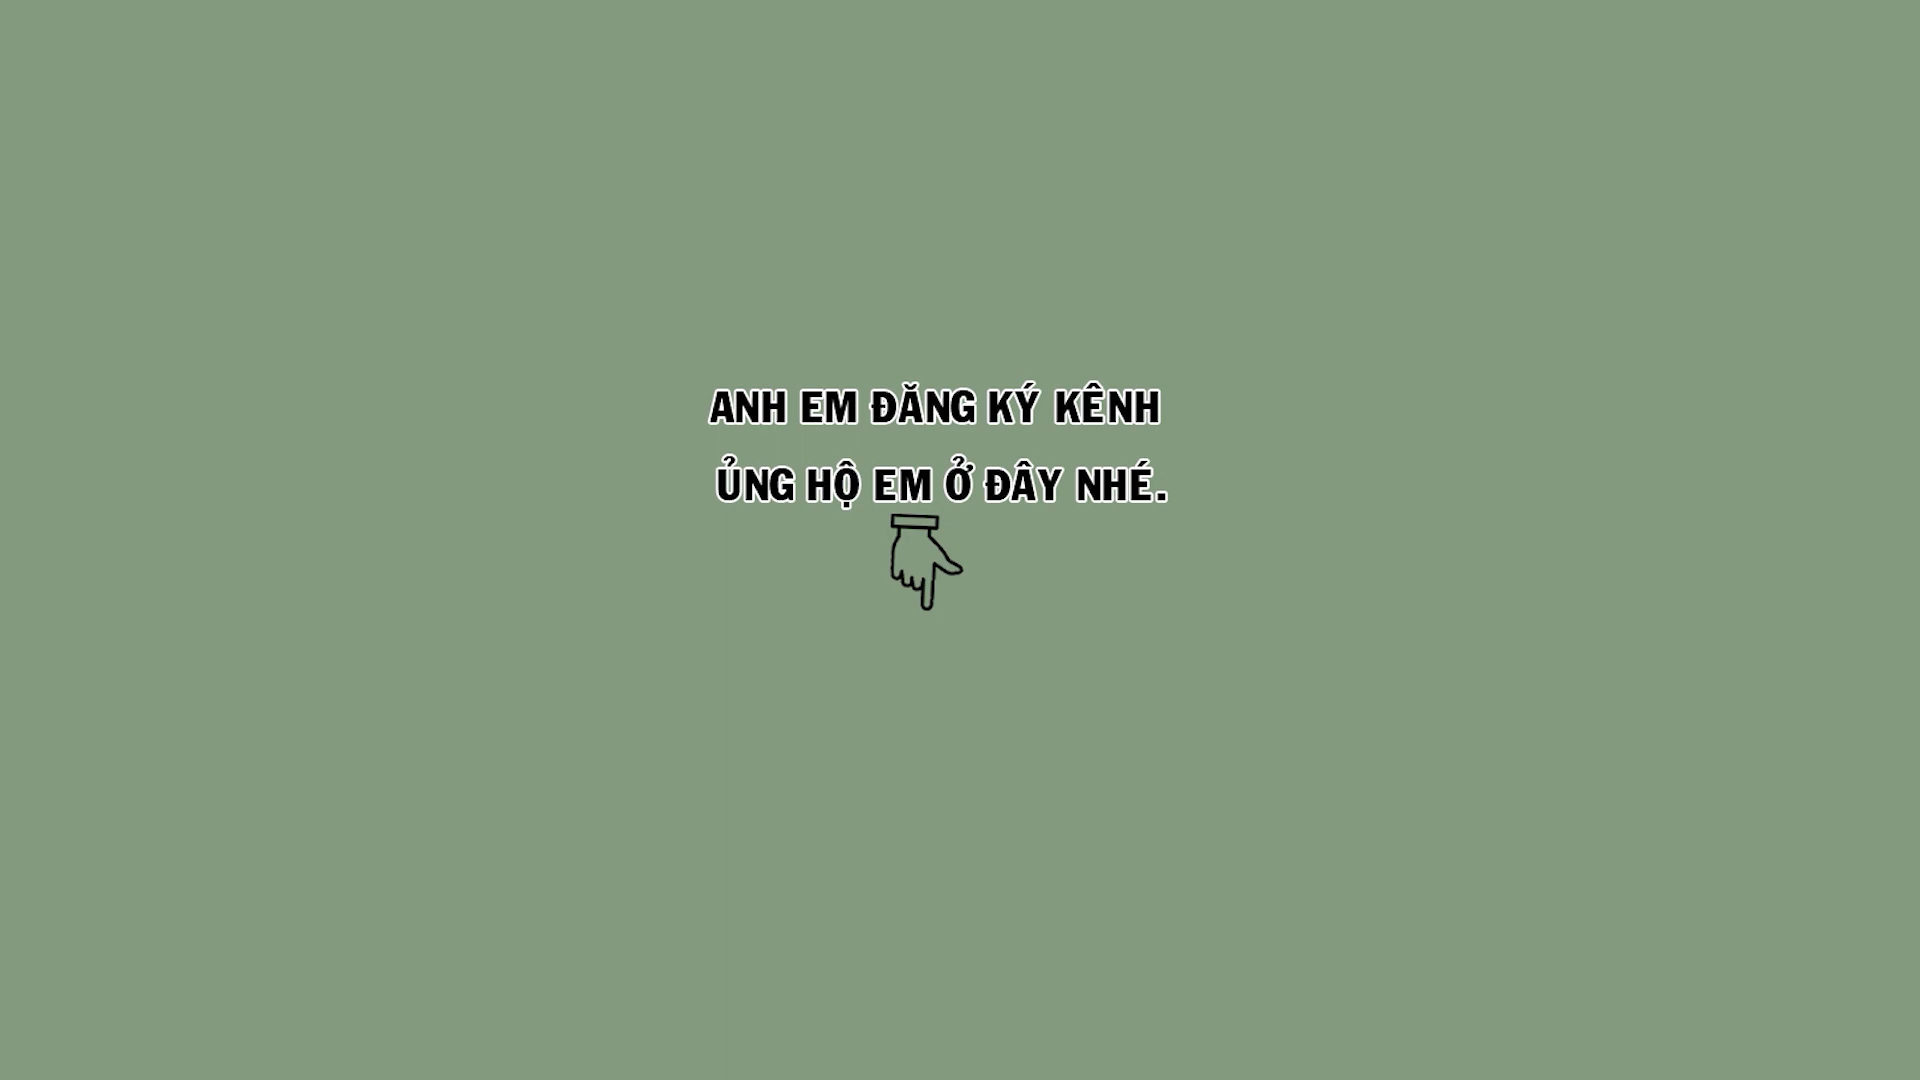 ANH EM ĐĂNG KÝ KÊNH
ỦNG HỘ EM Ở ĐÂY NHÉ.